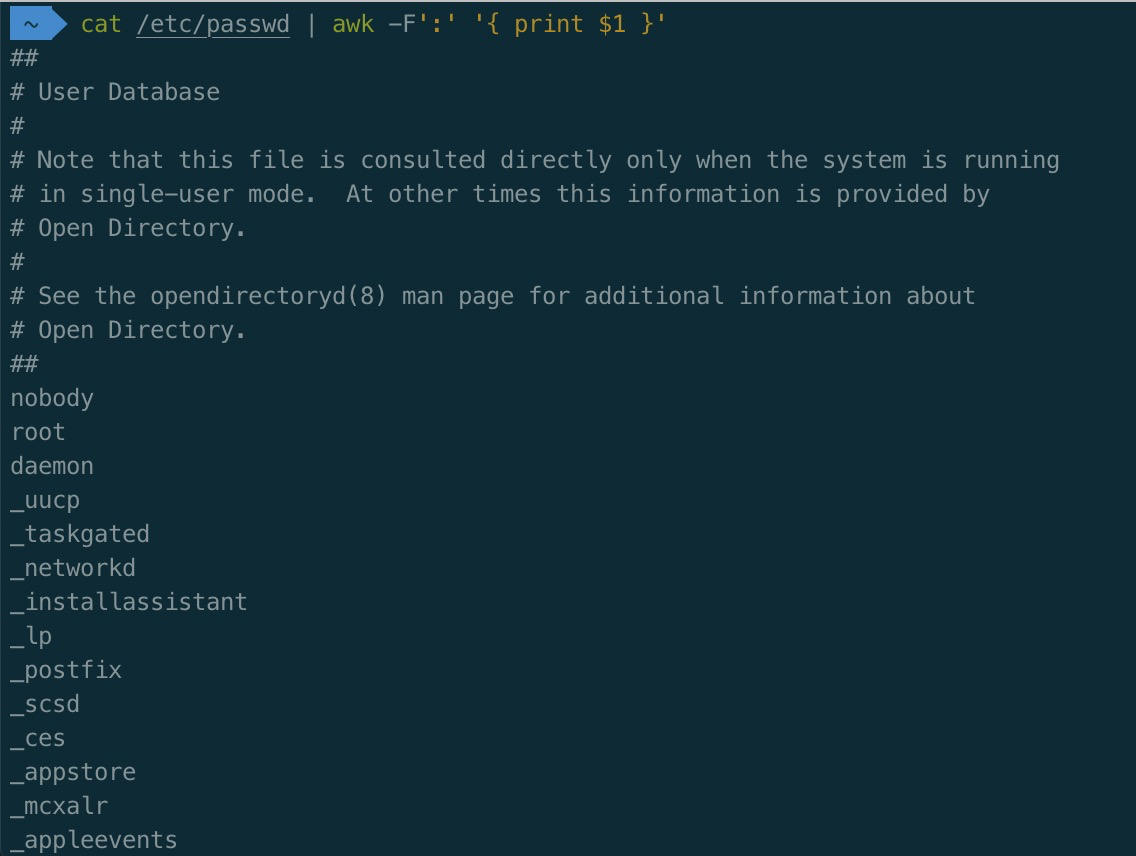 ~ cat /etc/passwd | awk -F':' '{ print $1 }'
##
# User Database
#
# Note that this file is consulted directly only when the system is running
# in single-user mode.  At other times this information is provided by
# Open Directory.
#
# See the opendirectoryd(8) man page for additional information about
# Open Directory.
##
nobody
root
daemon
_uucp
_taskgated
_networkd
_installassistant
_lp
_postfix
_scsd
_ces
_appstore
_mcxalr
_appleevents